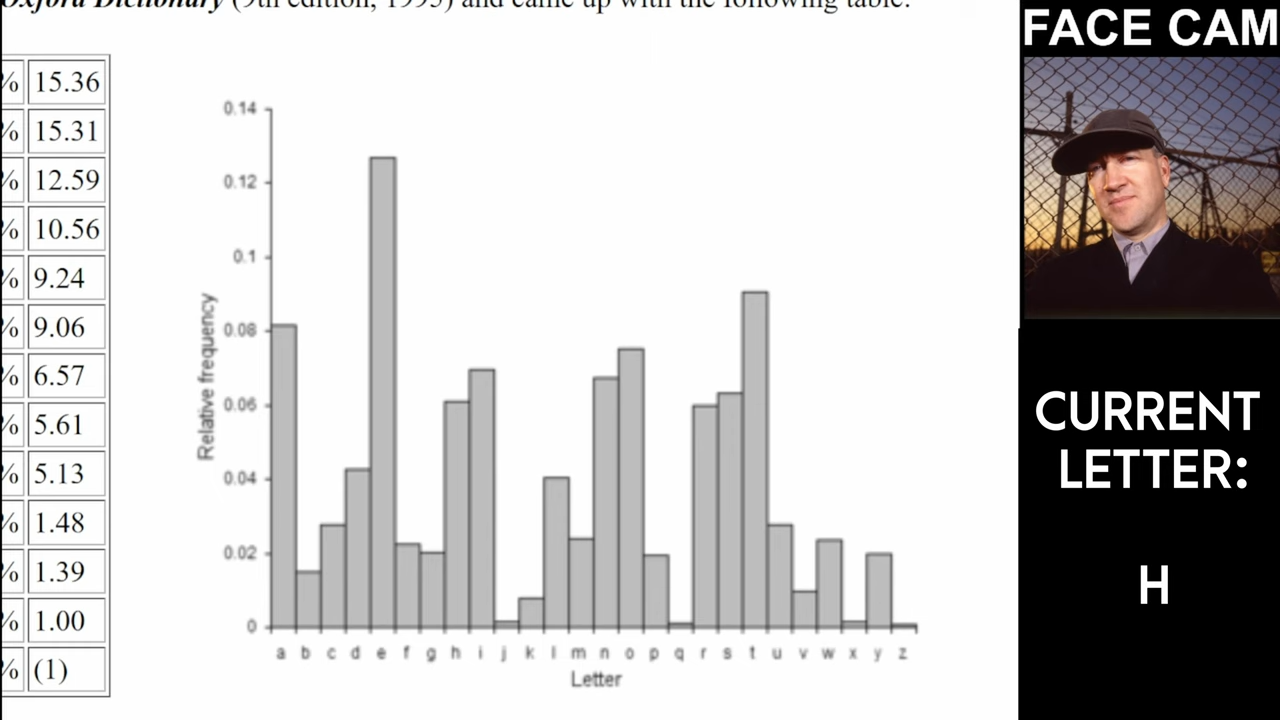 Oxford Dictionary (9th edition, 1995) and came up with the following table:
% 15.36
% 15.31
% 12.59
% 10.56
% 9.24
% 9.06
% 6.57
% 5.61
% 5.13
% 1.48
% 1.39
% 1.00
% (1)
0.14
0.12
0.1
0.08
0.06
0.04
0.02
0
Relative frequency
a b c d e f g h i j k l m n o p q r s t u v w x y z
Letter
FACE CAM
CURRENT
LETTER:
H